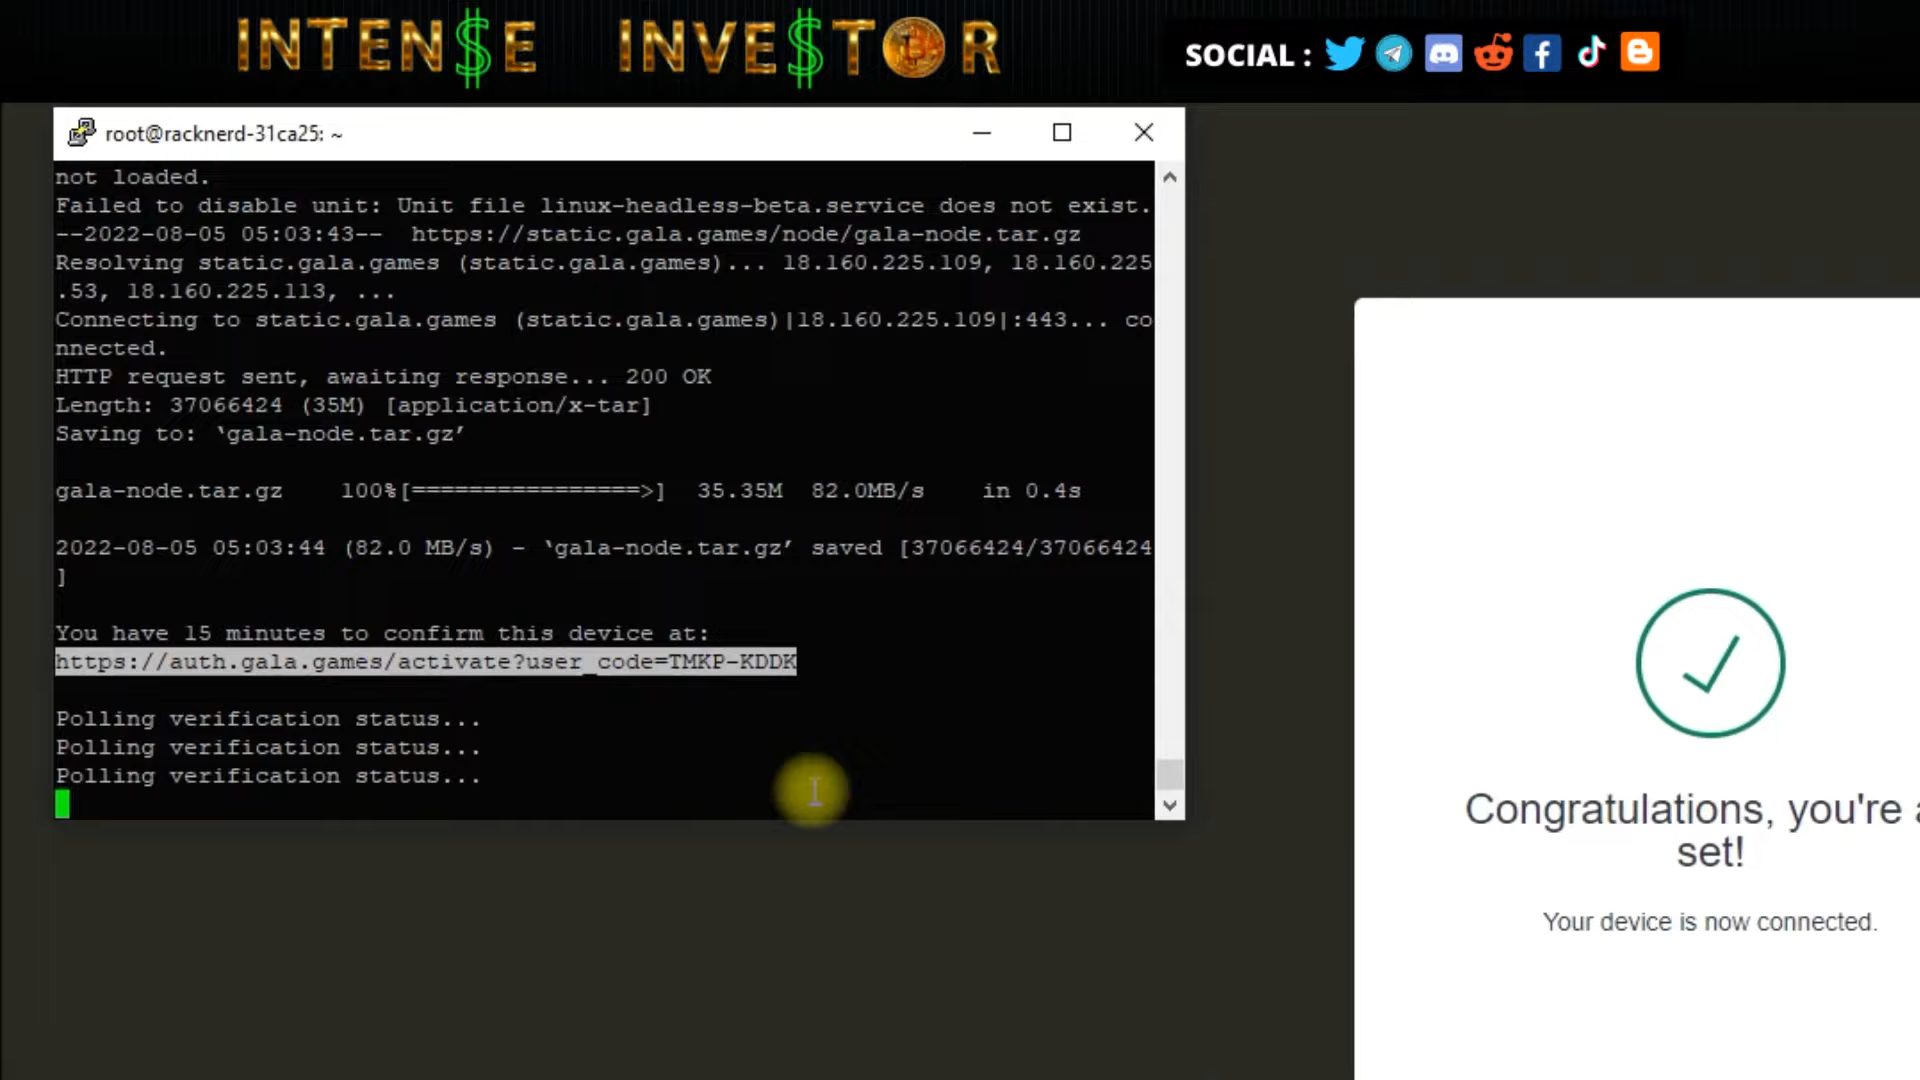 INTEN$E INVE$TOR
SOCIAL :
root@racknerd-31ca25: ~
not loaded.
Failed to disable unit: Unit file linux-headless-beta.service does not exist.
--2022-08-05 05:03:43--  https://static.gala.games/node/gala-node.tar.gz
Resolving static.gala.games (static.gala.games)... 18.160.225.109, 18.160.225
.53, 18.160.225.113, ...
Connecting to static.gala.games (static.gala.games)|18.160.225.109|:443... co
nnected.
HTTP request sent, awaiting response... 200 OK
Length: 37066424 (35M) [application/x-tar]
Saving to: ‘gala-node.tar.gz’
gala-node.tar.gz    100%[================>]  35.35M  82.0MB/s    in 0.4s
2022-08-05 05:03:44 (82.0 MB/s) - ‘gala-node.tar.gz’ saved [37066424/37066424
]
You have 15 minutes to confirm this device at:
https://auth.gala.games/activate?user_code=TMKP-KDDK
Polling verification status...
Polling verification status...
Polling verification status...
Congratulations, you're a
set!
Your device is now connected.